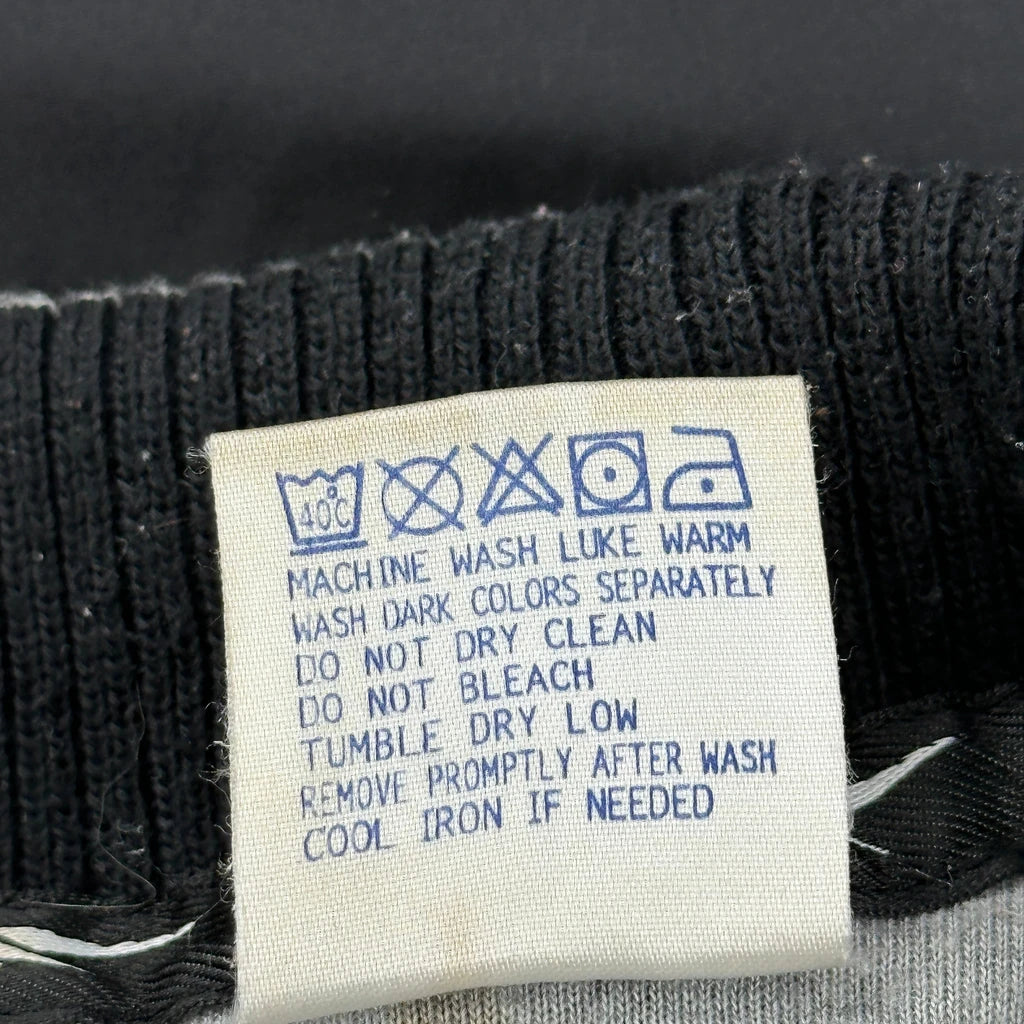 40°C
MACHINE WASH LUKE WARM
WASH DARK COLORS SEPARATELY
DO NOT DRY CLEAN
DO NOT BLEACH
TUMBLE DRY LOW
REMOVE PROMPTLY AFTER WASH
COOL IRON IF NEEDED